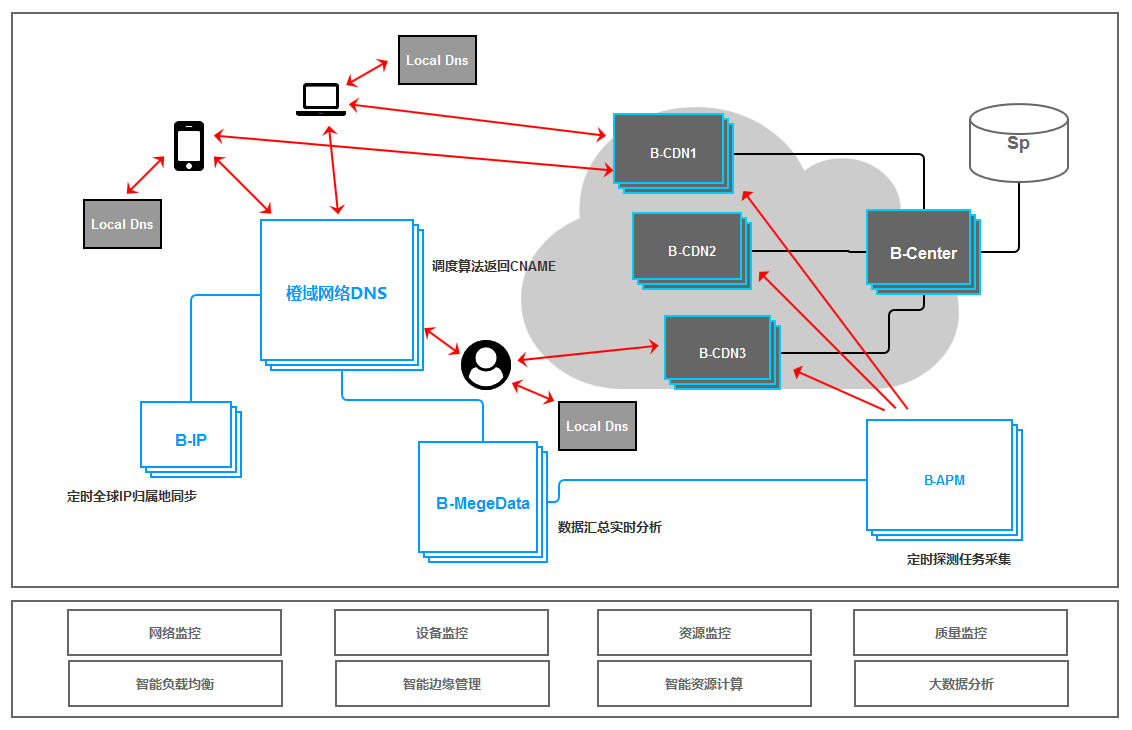 Local Dns
B-CDN1
Sp
Local Dns
B-CDN2
B-Center
调度算法返回CNAME
橙域网络DNS
B-CDN3
Local Dns
B-IP
B-APM
定时全球IP归属地同步
B-MegeData
数据汇总实时分析
定时探测任务采集
网络监控
设备监控
资源监控
质量监控
智能负载均衡
智能边缘管理
智能资源计算
大数据分析